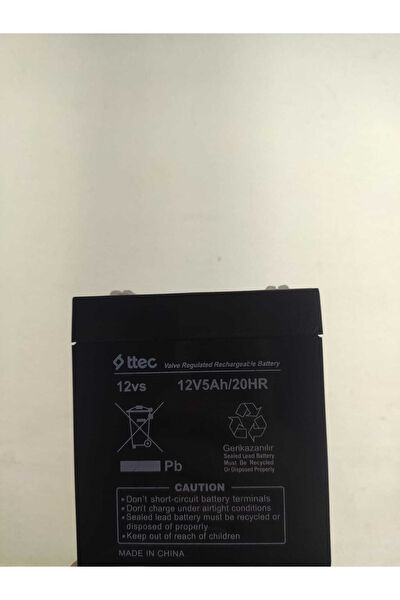 ttec Valve Regulated Rechargeable Battery
12vs 12V5Ah/20HR
Gerikazanılır
Sealed Lead Battery
Must Be Recycled
Or Disposed Properly
Pb
CAUTION
• Don't short-circuit battery terminals
• Don't charge under airtight conditions
• Sealed lead battery must be recycled or
disposed of properly
• Keep out of reach of children
MADE IN CHINA